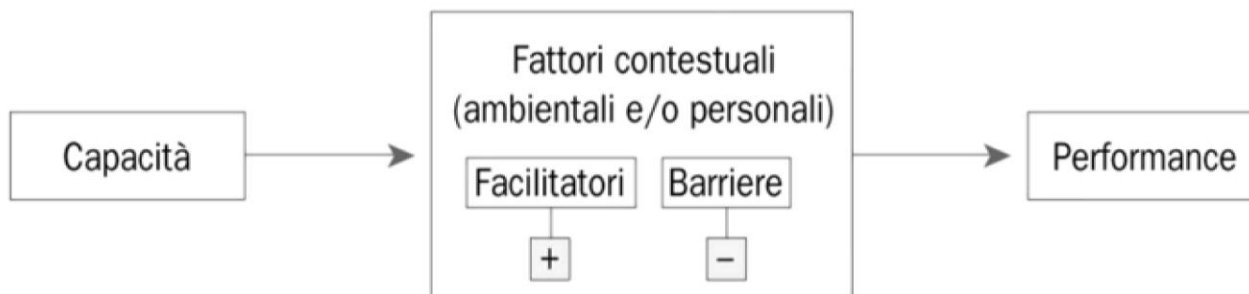 Capacità
Fattori contestuali
(ambientali e/o personali)
Facilitatori
Barriere
+
−
Performance